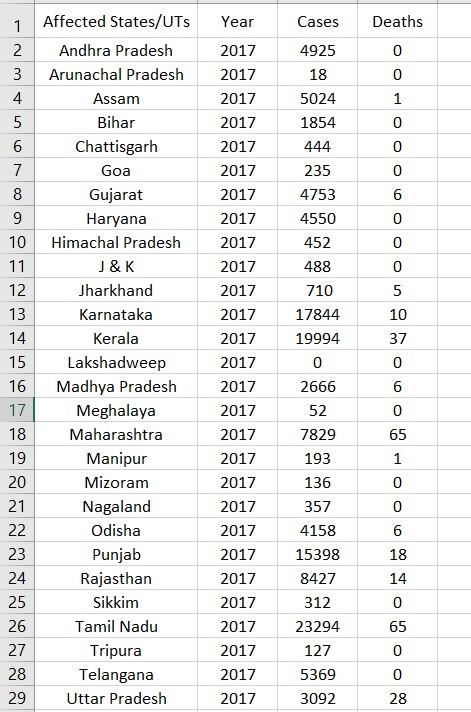 1 Affected States/UTs Year Cases Deaths
2 Andhra Pradesh 2017 4925 0
3 Arunachal Pradesh 2017 18 0
4 Assam 2017 5024 1
5 Bihar 2017 1854 0
6 Chattisgarh 2017 444 0
7 Goa 2017 235 0
8 Gujarat 2017 4753 6
9 Haryana 2017 4550 0
10 Himachal Pradesh 2017 452 0
11 J & K 2017 488 0
12 Jharkhand 2017 710 5
13 Karnataka 2017 17844 10
14 Kerala 2017 19994 37
15 Lakshadweep 2017 0 0
16 Madhya Pradesh 2017 2666 6
17 Meghalaya 2017 52 0
18 Maharashtra 2017 7829 65
19 Manipur 2017 193 1
20 Mizoram 2017 136 0
21 Nagaland 2017 357 0
22 Odisha 2017 4158 6
23 Punjab 2017 15398 18
24 Rajasthan 2017 8427 14
25 Sikkim 2017 312 0
26 Tamil Nadu 2017 23294 65
27 Tripura 2017 127 0
28 Telangana 2017 5369 0
29 Uttar Pradesh 2017 3092 28